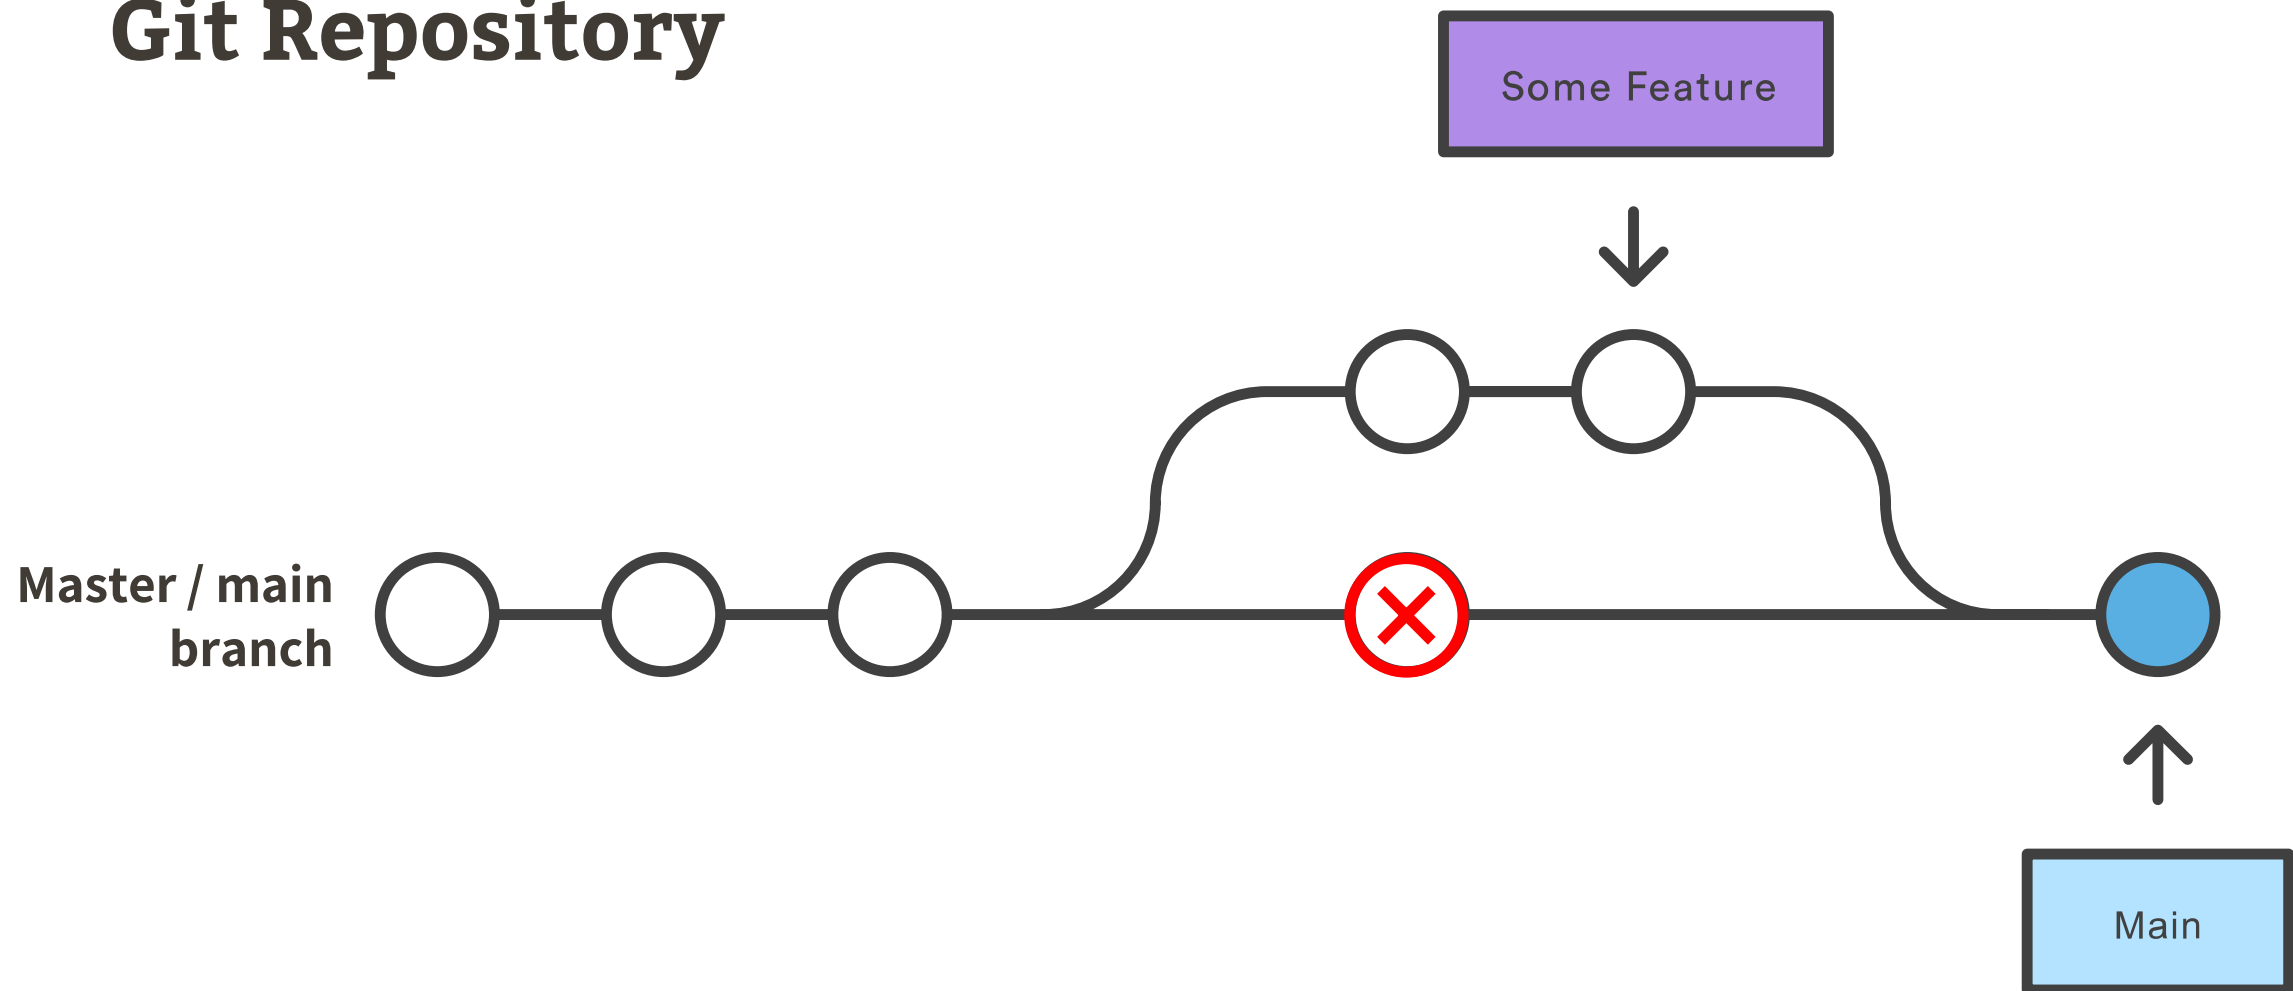 Git Repository
Some Feature
Master / main
branch
Main